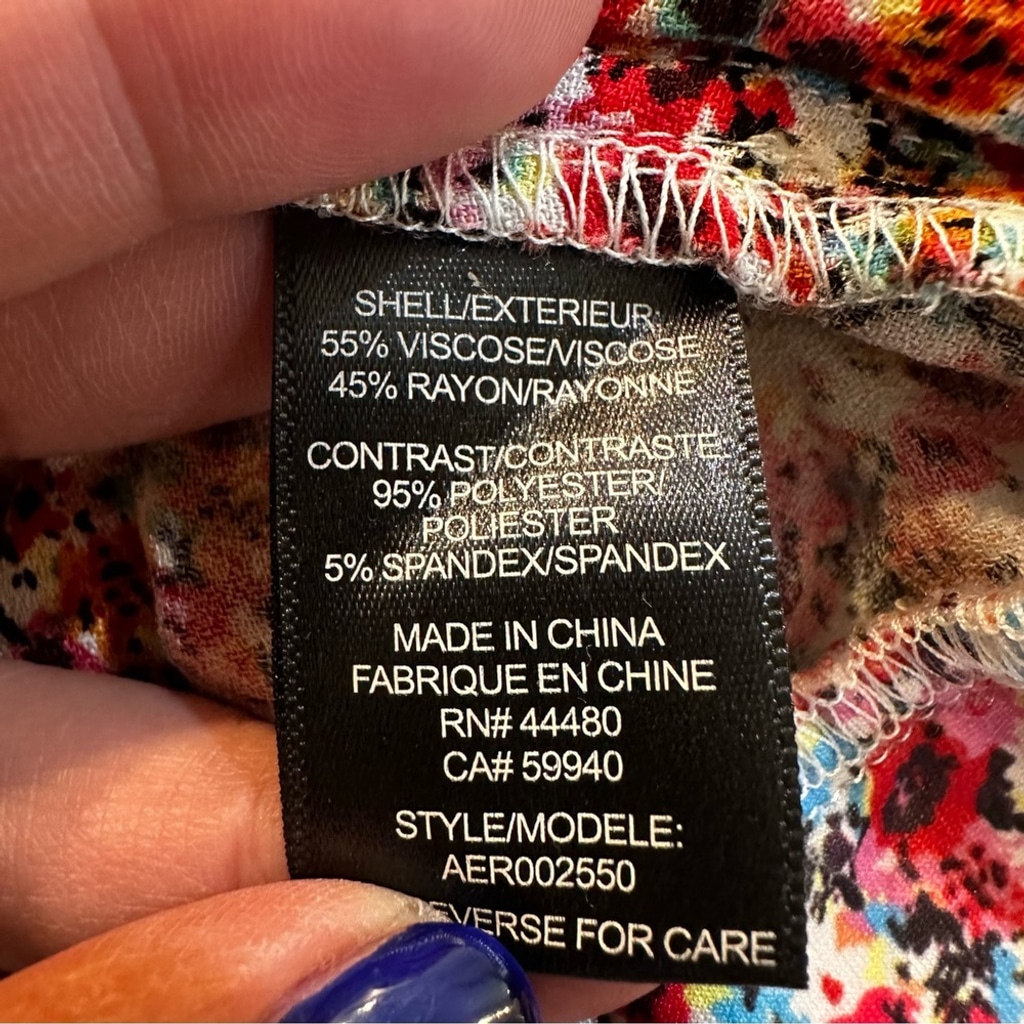 SHELL/EXTERIEUR:
55% VISCOSE/VISCOSE
45% RAYON/RAYONNE
CONTRAST/CONTRASTE:
95% POLYESTER/
POLIESTER
5% SPANDEX/SPANDEX
MADE IN CHINA
FABRIQUE EN CHINE
RN# 44480
CA# 59940
STYLE/MODELE:
AER002550
EVERSE FOR CARE